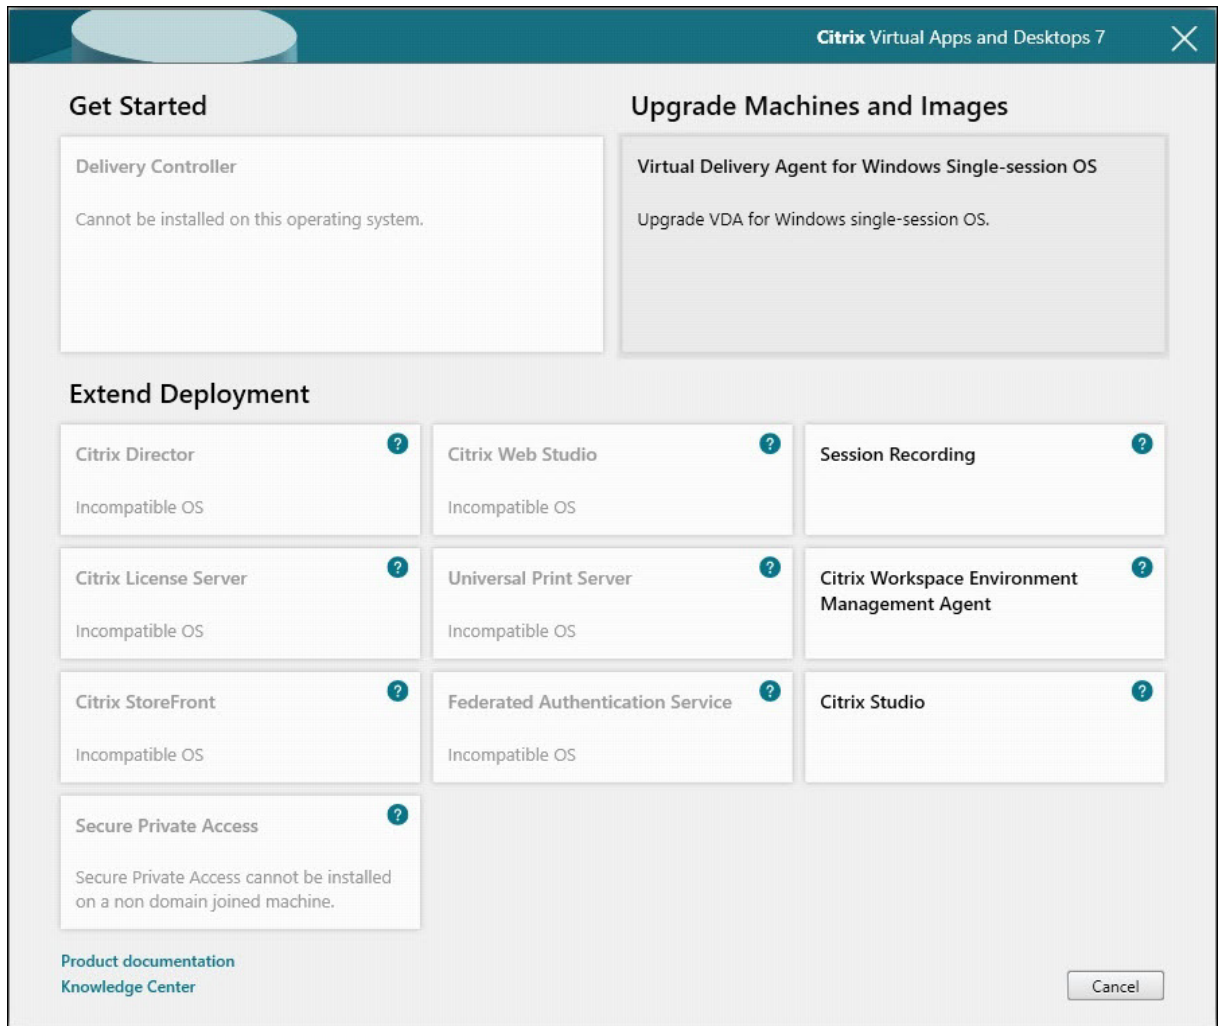 Citrix Virtual Apps and Desktops 7
Get Started
Upgrade Machines and Images
Delivery Controller
Cannot be installed on this operating system.
Virtual Delivery Agent for Windows Single-session OS
Upgrade VDA for Windows single-session OS.
Extend Deployment
Citrix Director
?
Incompatible OS
Citrix Web Studio
?
Incompatible OS
Session Recording
?
Citrix License Server
?
Incompatible OS
Universal Print Server
?
Incompatible OS
Citrix Workspace Environment
Management Agent
?
Citrix StoreFront
?
Incompatible OS
Federated Authentication Service
?
Incompatible OS
Citrix Studio
?
Secure Private Access
?
Secure Private Access cannot be installed
on a non domain joined machine.
Product documentation
Knowledge Center
Cancel